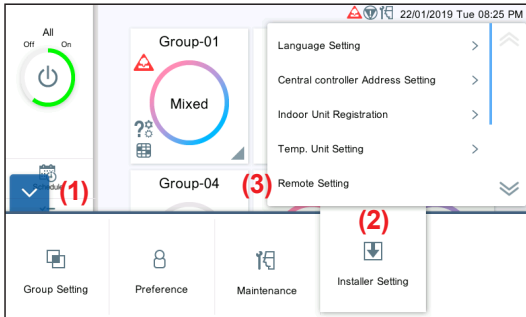 22/01/2019 Tue 08:25 PM
All
Off On
Group-01
Mixed
Schedule
(1)
Group-04
(3)
Language Setting
Central controller Address Setting
Indoor Unit Registration
Temp. Unit Setting
Remote Setting
(2)
Group Setting
Preference
Maintenance
Installer Setting